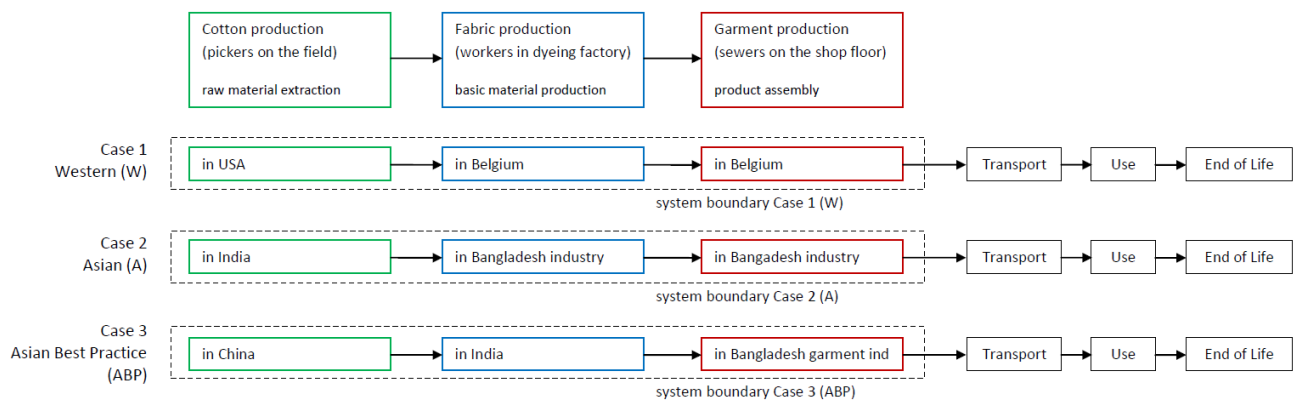 Cotton production
(pickers on the field)
raw material extraction
Fabric production
(workers in dyeing factory)
basic material production
Garment production
(sewers on the shop floor)
product assembly
Case 1
Western (W)
in USA
in Belgium
in Belgium
Transport
Use
End of Life
system boundary Case 1 (W)
Case 2
Asian (A)
in India
in Bangladesh industry
in Bangadesh industry
Transport
Use
End of Life
system boundary Case 2 (A)
Case 3
Asian Best Practice
(ABP)
in China
in India
in Bangladesh garment ind
Transport
Use
End of Life
system boundary Case 3 (ABP)